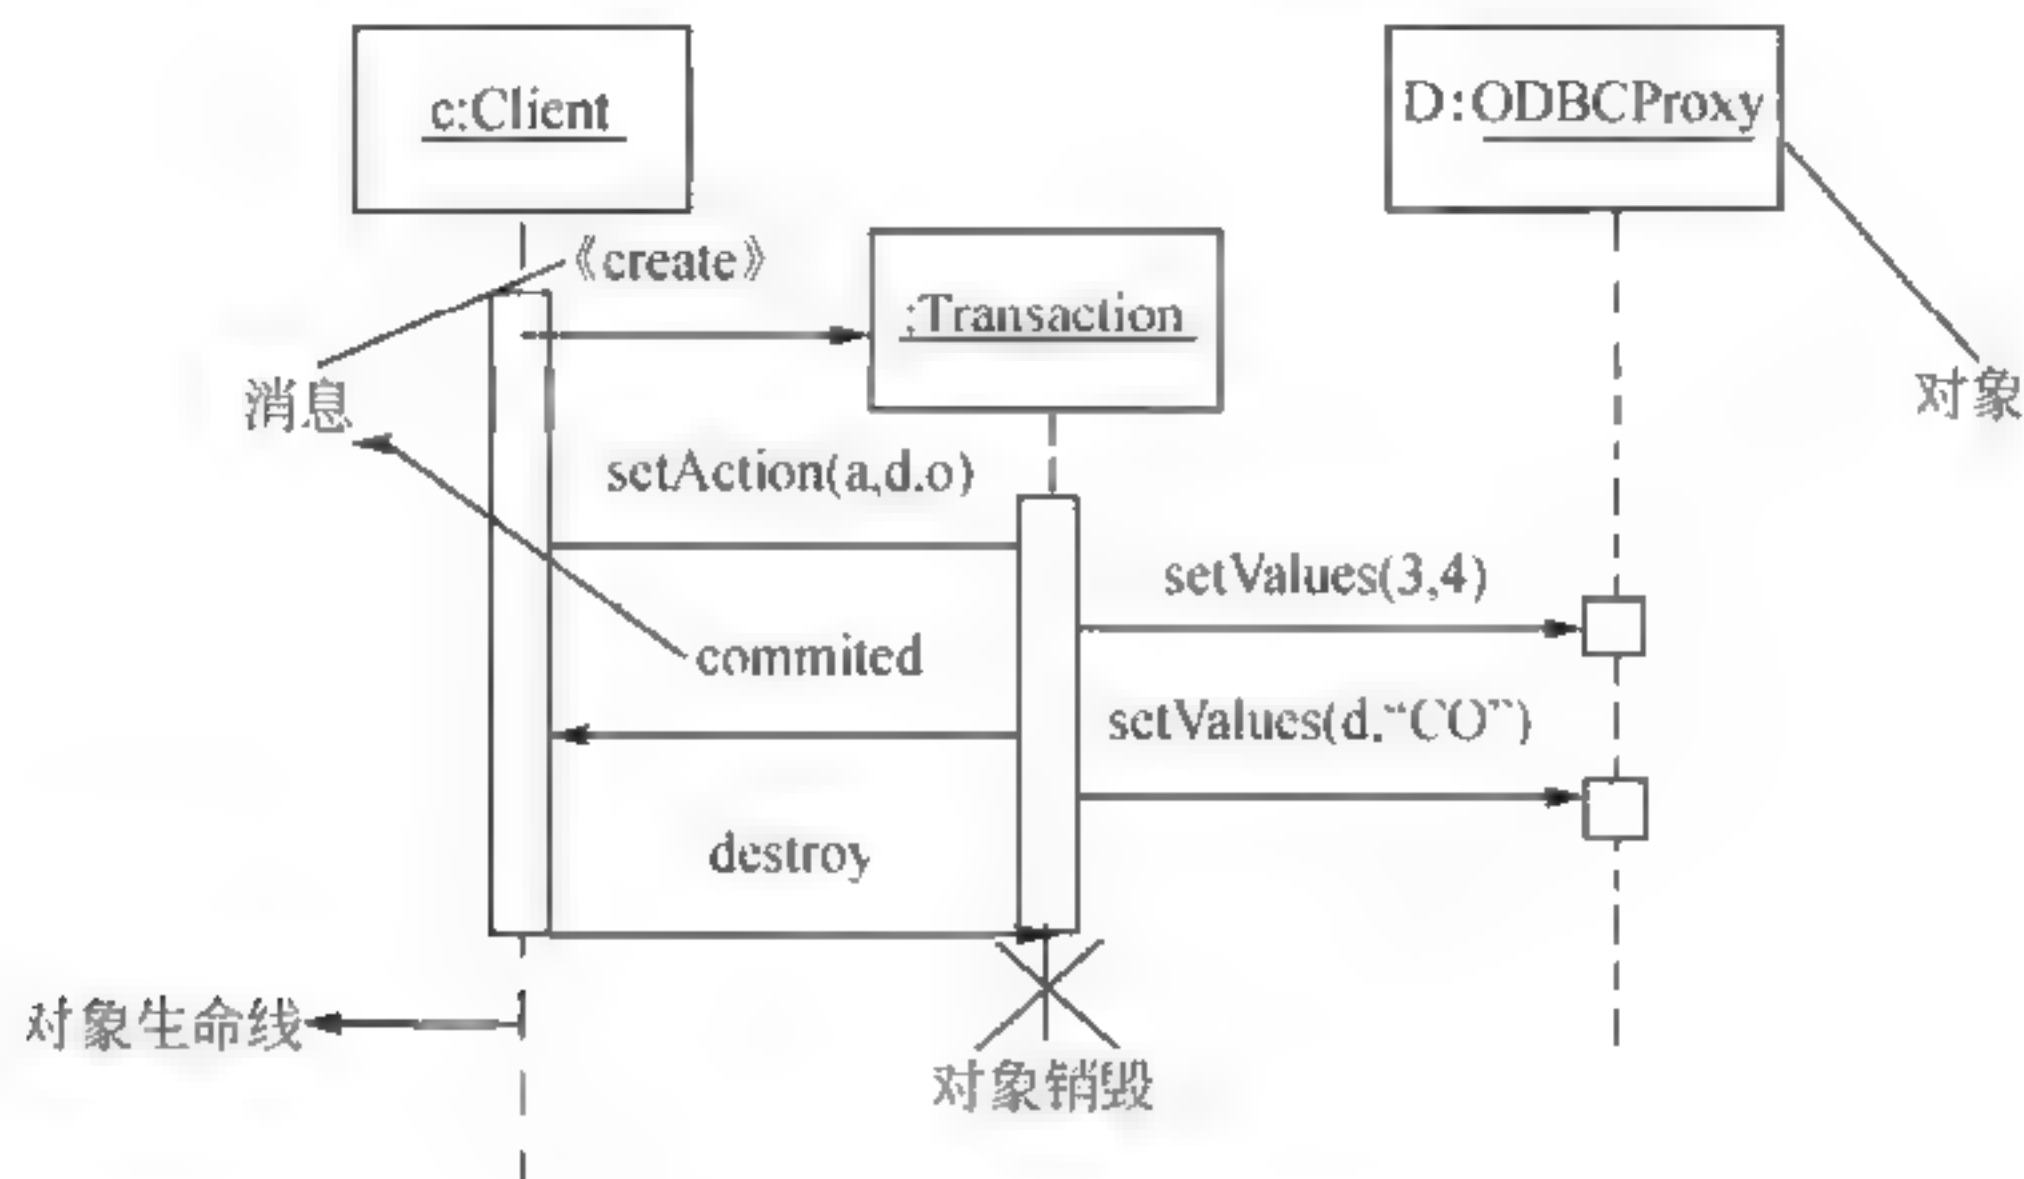 c:Client
D:ODBCProxy
《create》
:Transaction
消息
对象
setAction(a,d.o)
setValues(3,4)
commited
setValues(d.“CO”)
destroy
对象生命线
对象销毁